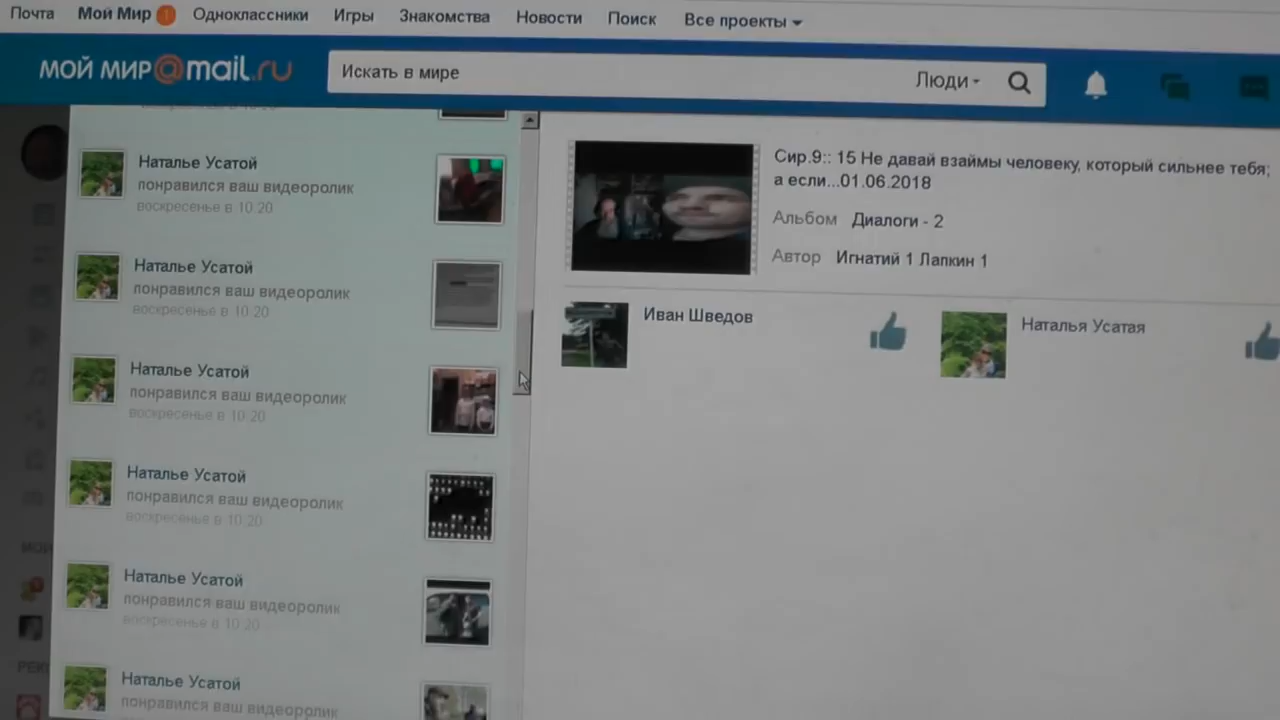 Почта Мой Мир Одноклассники Игры Знакомства Новости Поиск Все проекты
МОЙ МИР@mail.ru
Искать в мире
Люди
Наталье Усатой
понравился ваш видеоролик
воскресенье в 10.20
Наталье Усатой
понравился ваш видеоролик
воскресенье в 10.20
Наталье Усатой
понравился ваш видеоролик
воскресенье в 10.20
Наталье Усатой
понравился ваш видеоролик
воскресенье в 10.20
Наталье Усатой
понравился ваш видеоролик
воскресенье в 10.20
Наталье Усатой
понравился ваш видеоролик
Сир.9:: 15 Не давай взаймы человеку, который сильнее тебя;
а если...01.06.2018
Альбом Диалоги - 2
Автор Игнатий 1 Лапкин 1
Иван Шведов
Наталья Усатая